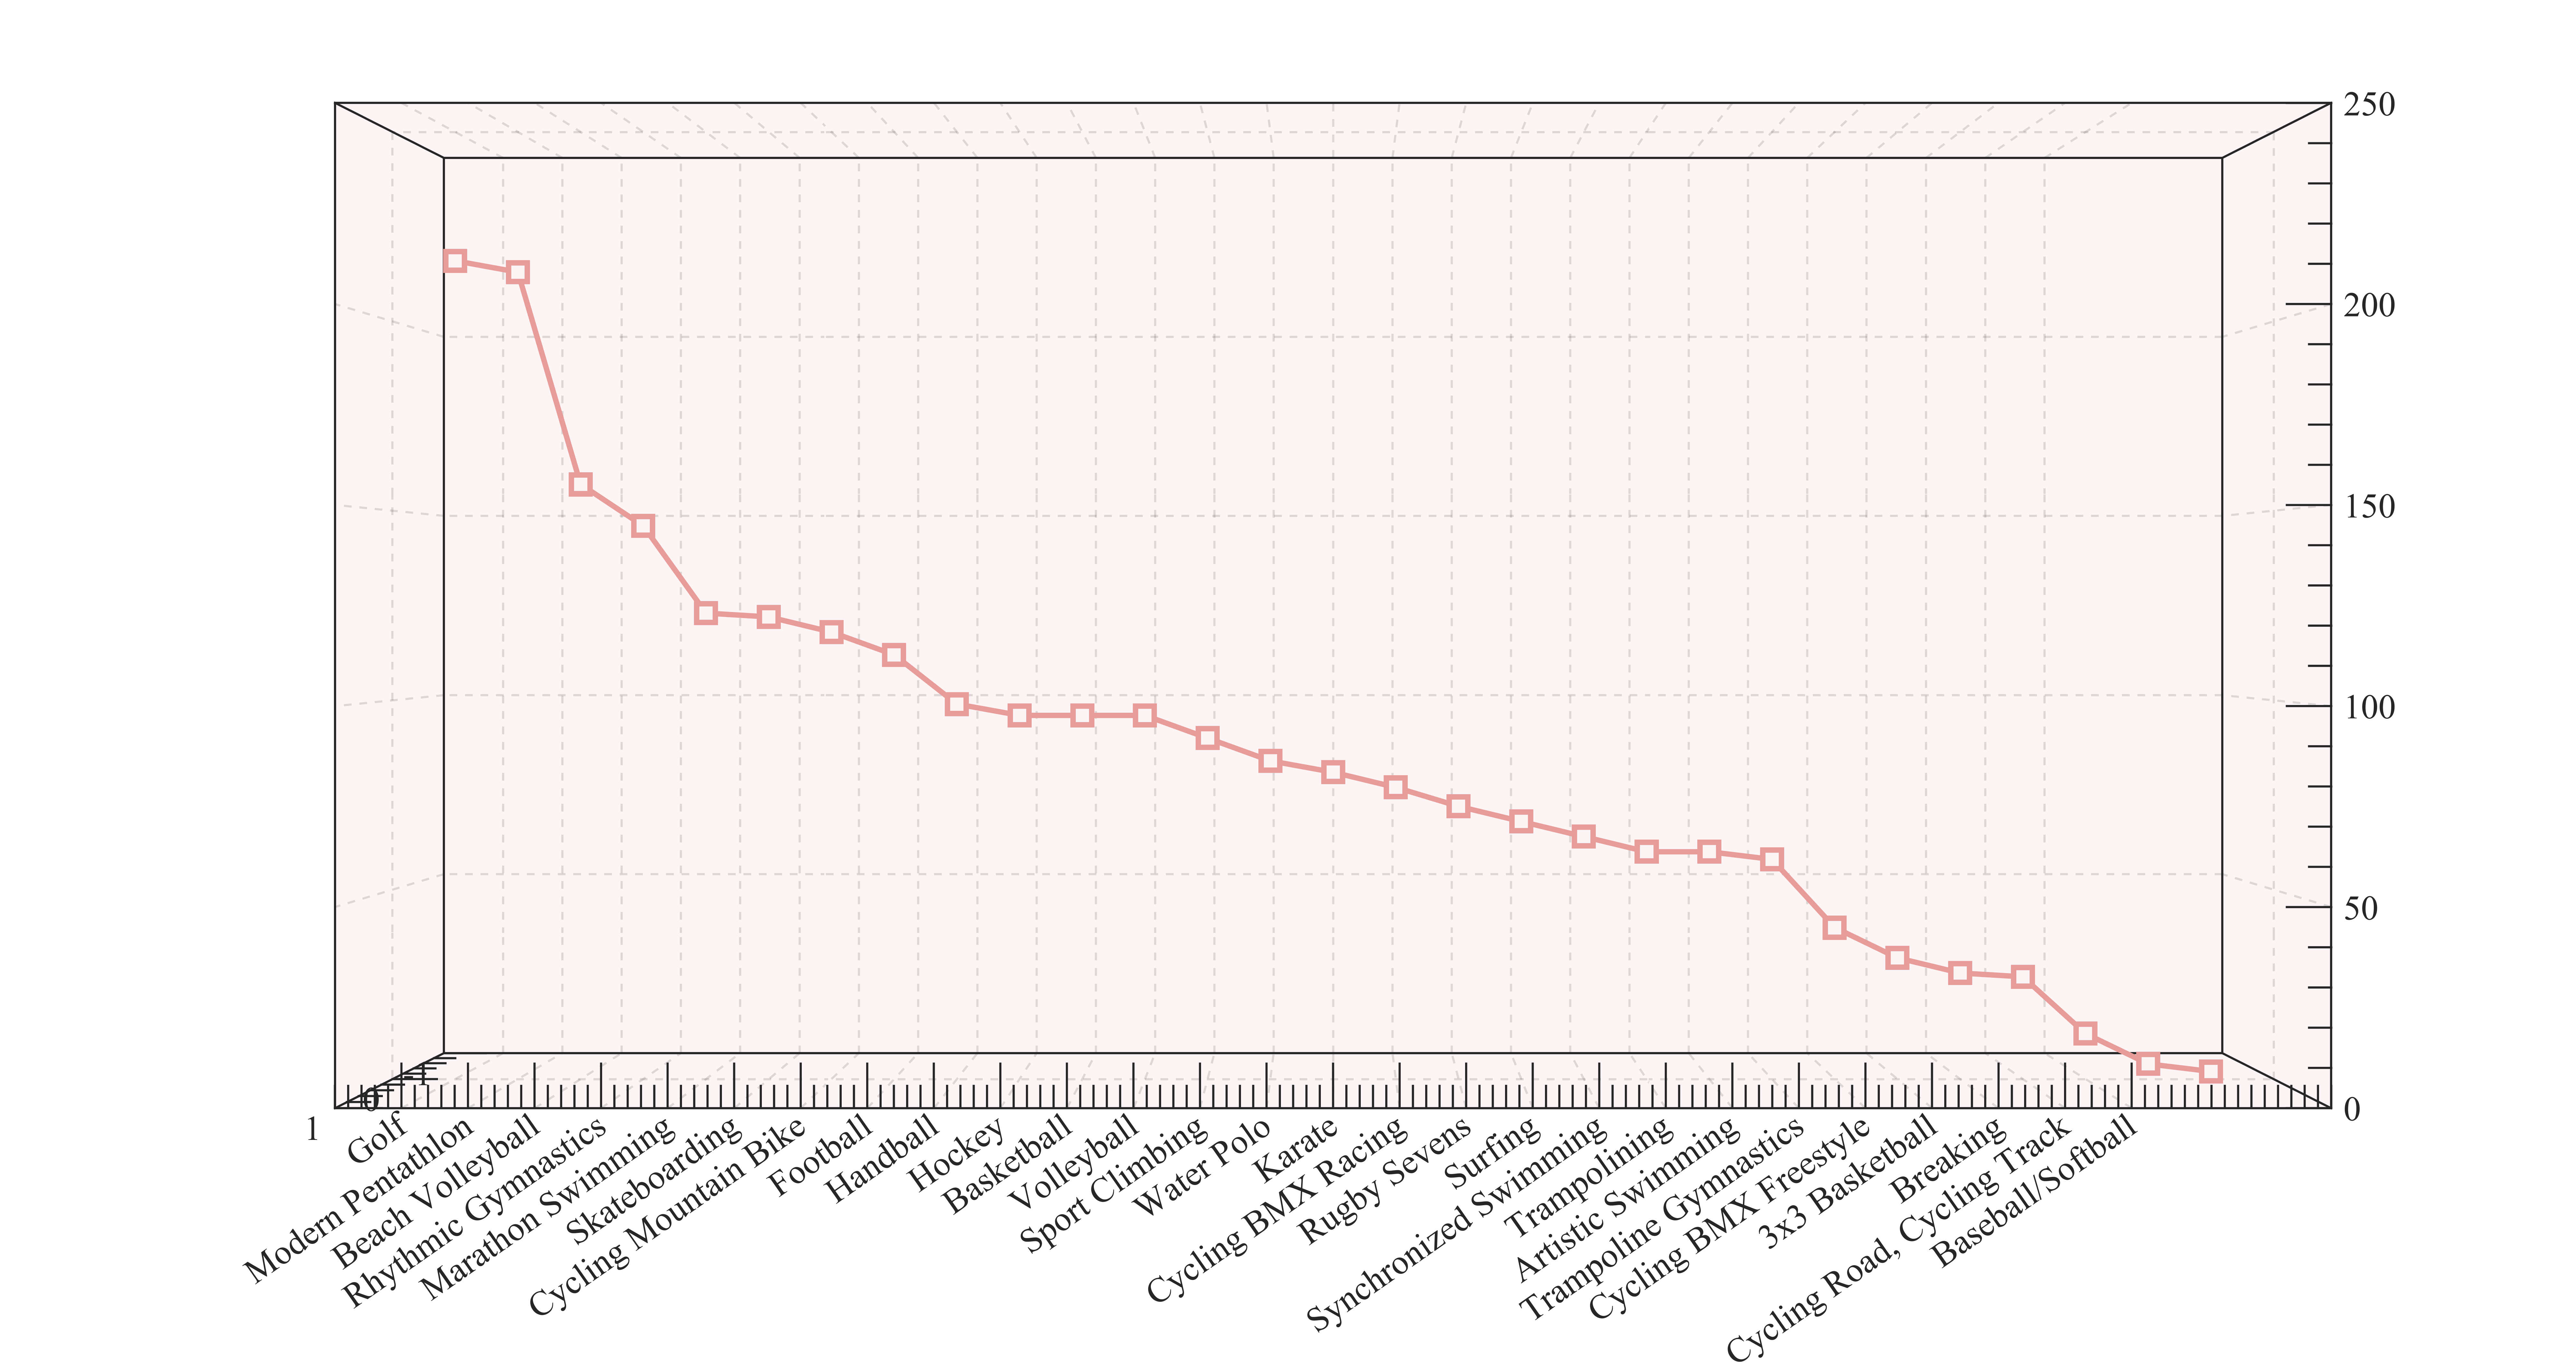 250
200
150
100
50
0
1
0
Golf
Modern Pentathlon
Beach Volleyball
Rhythmic Gymnastics
Marathon Swimming
Skateboarding
Cycling Mountain Bike
Football
Handball
Hockey
Basketball
Volleyball
Sport Climbing
Water Polo
Karate
Cycling BMX Racing
Rugby Sevens
Surfing
Synchronized Swimming
Trampolining
Artistic Swimming
Trampoline Gymnastics
Cycling BMX Freestyle
3x3 Basketball
Breaking
Cycling Road, Cycling Track
Baseball/Softball